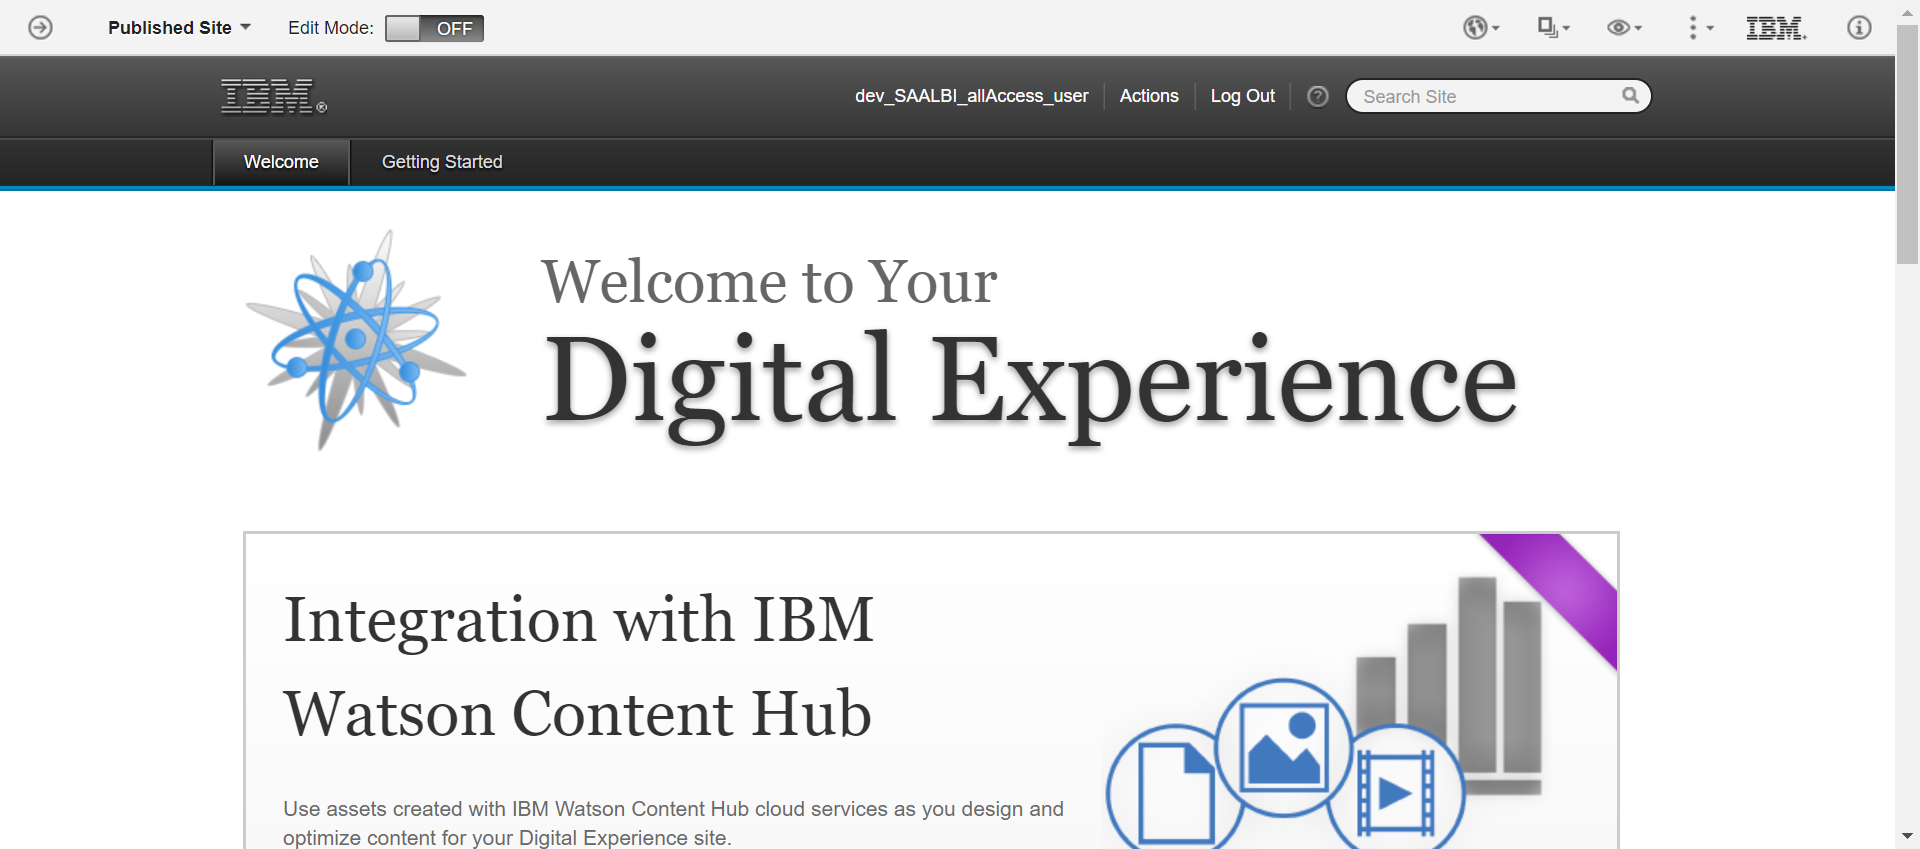 Published Site Edit Mode: OFF IBM.
IBM®
dev_SAALBI_allAccess_user Actions Log Out ? Search Site
Welcome Getting Started
Welcome to Your
Digital Experience
Integration with IBM
Watson Content Hub
Use assets created with IBM Watson Content Hub cloud services as you design and
optimize content for your Digital Experience site.